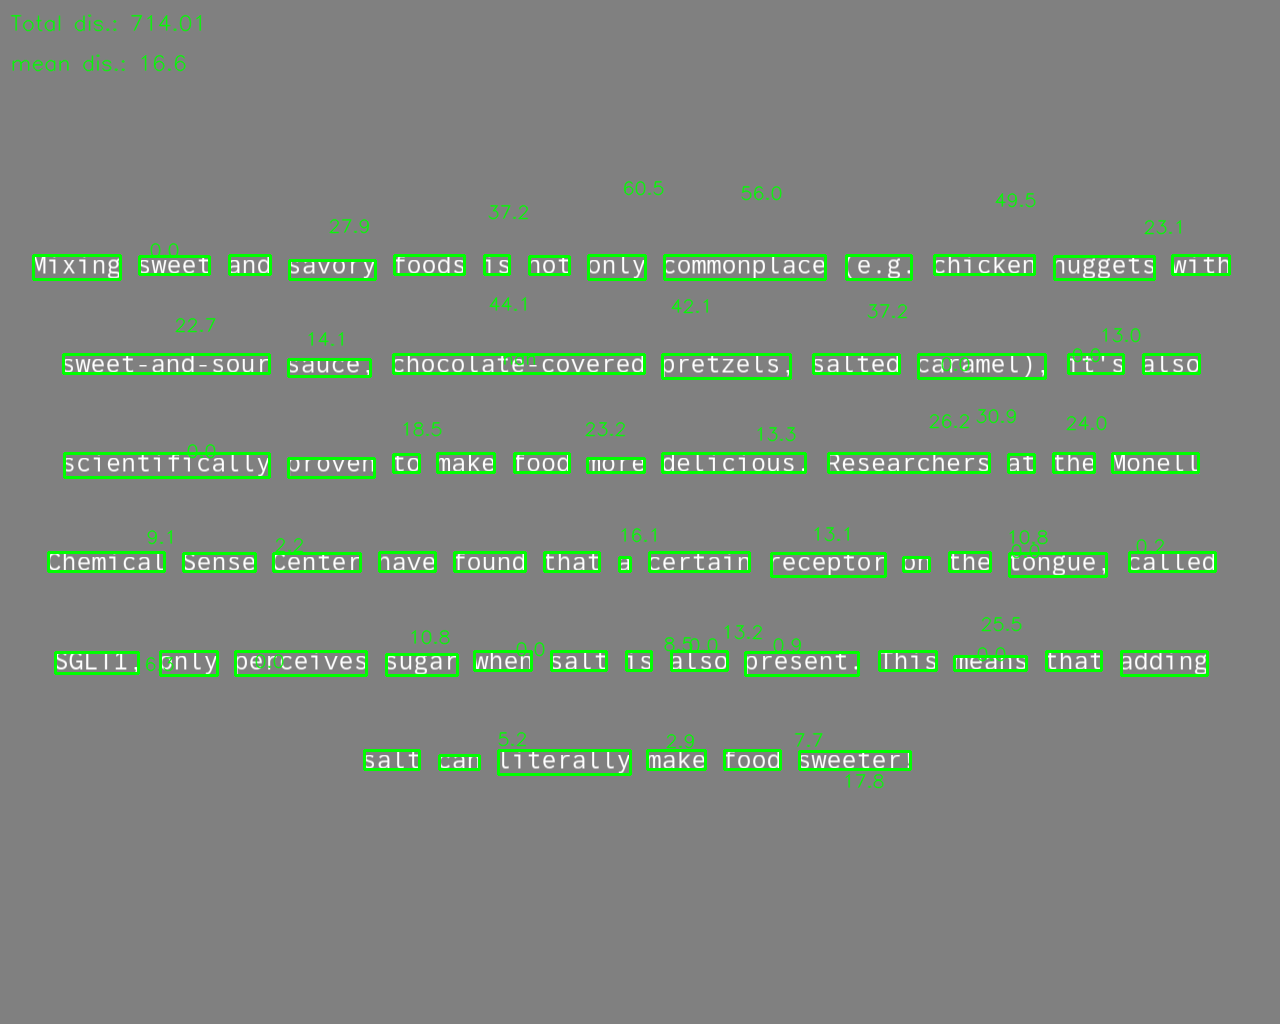 Total dis.: 714.01
mean dis.: 16.6
60.5 56.0
27.9 37.2 49.5 23.1
0.0
Mixing sweet and savory foods is not only commonplace (e.g. chicken nuggets with
44.1 42.1 37.2
22.7 14.1 13.0
sweet-and-sour sauce, chocolate-covered pretzels, salted caramel), it's also
18.5 23.2 13.3 26.2 30.9 24.0
0.0
scientifically proven to make food more delicious. Researchers at the Monell
9.1 2.2 16.1 13.1 10.8 0.0 0.2
Chemical Sense Center have found that a certain receptor on the tongue, called
10.8 0.0 8.5 0.0 13.2 0.9 25.5 0.0
SGLT1, only perceives sugar when salt is also present. This means that adding
5.2 2.9 7.7
salt can literally make food sweeter!
17.8